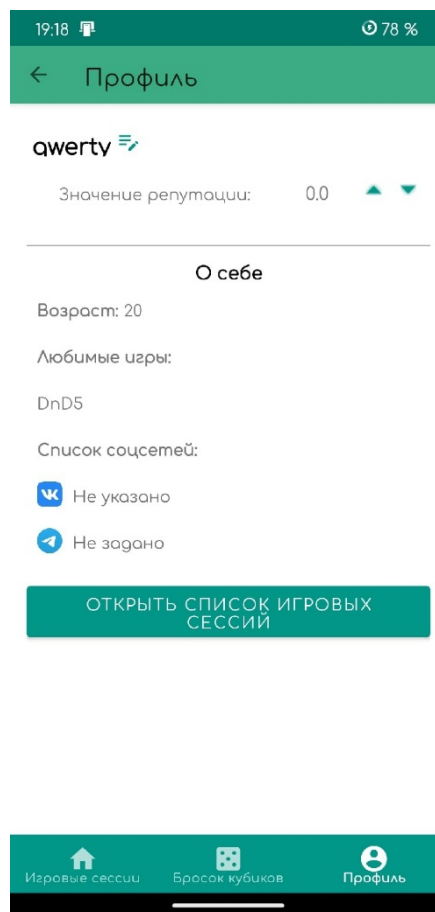 19:18 78 %
Профиль
qwerty
Значение репутации: 0.0
О себе
Возраст: 20
Любимые игры:
DnD5
Список соцсетей:
Не указано
Не задано
ОТКРЫТЬ СПИСОК ИГРОВЫХ
СЕССИЙ
Игровые сессии Бросок кубиков Профиль